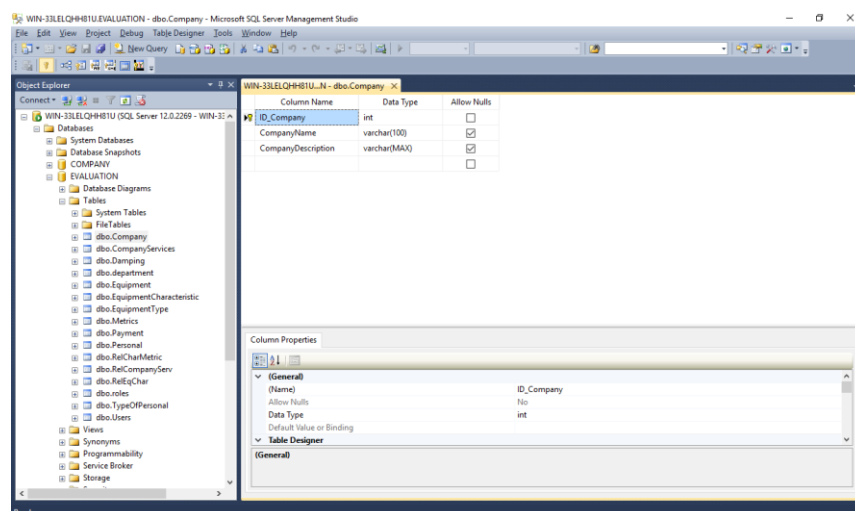 WIN-33LELQHH81U.EVALUATION - dbo.Company - Microsoft SQL Server Management Studio
File Edit View Project Debug Table Designer Tools Window Help
New Query
Object Explorer
Connect
WIN-33LELQHH81U (SQL Server 12.0.2269 - WIN-33
Databases
System Databases
Database Snapshots
COMPANY
EVALUATION
Database Diagrams
Tables
System Tables
FileTables
dbo.Company
dbo.CompanyServices
dbo.Damping
dbo.department
dbo.Equipment
dbo.EquipmentCharacteristic
dbo.EquipmentType
dbo.Metrics
dbo.Payment
dbo.Personal
dbo.RelCharMetric
dbo.RelCompanyServ
dbo.RelEqChar
dbo.roles
dbo.TypeOfPersonal
dbo.Users
Views
Synonyms
Programmability
Service Broker
Storage
WIN-33LELQHH81U...N - dbo.Company
Column Name Data Type Allow Nulls
ID_Company int
CompanyName varchar(100)
CompanyDescription varchar(MAX)
Column Properties
(General)
(Name) ID_Company
Allow Nulls No
Data Type int
Default Value or Binding
Table Designer
(General)